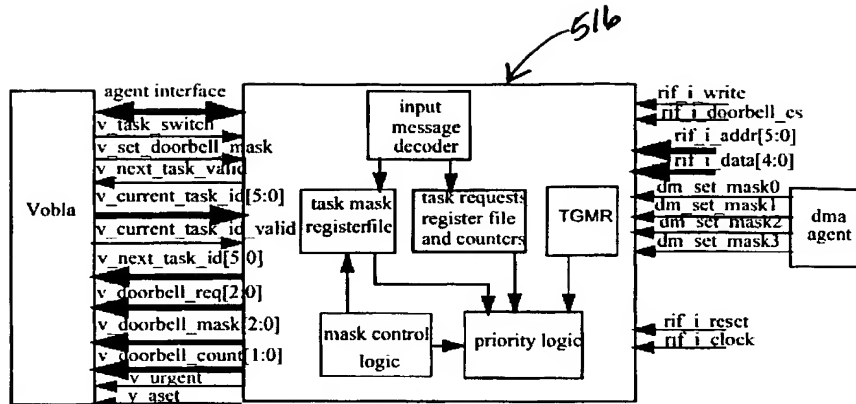 516
agent interface
v_task_switch
v_set_doorbell_mask
v_next_task_valid
v_current_task_id[5:0]
v_current_task_id_valid
v_next_task_id[5:0]
v_doorbell_req[2:0]
v_doorbell_mask[2:0]
v_doorbell_count[1:0]
v_urgent
v_aset
Vobla
input
message
decoder
task mask
registerfile
task requests
register file
and counters
TGMR
mask control
logic
priority logic
rif_i_write
rif_i_doorbell_cs
rif_i_addr[5:0]
rif_i_data[4:0]
dm_set_mask0
dm_set_mask1
dm_set_mask2
dm_set_mask3
dma
agent
rif_i_reset
rif_i_clock